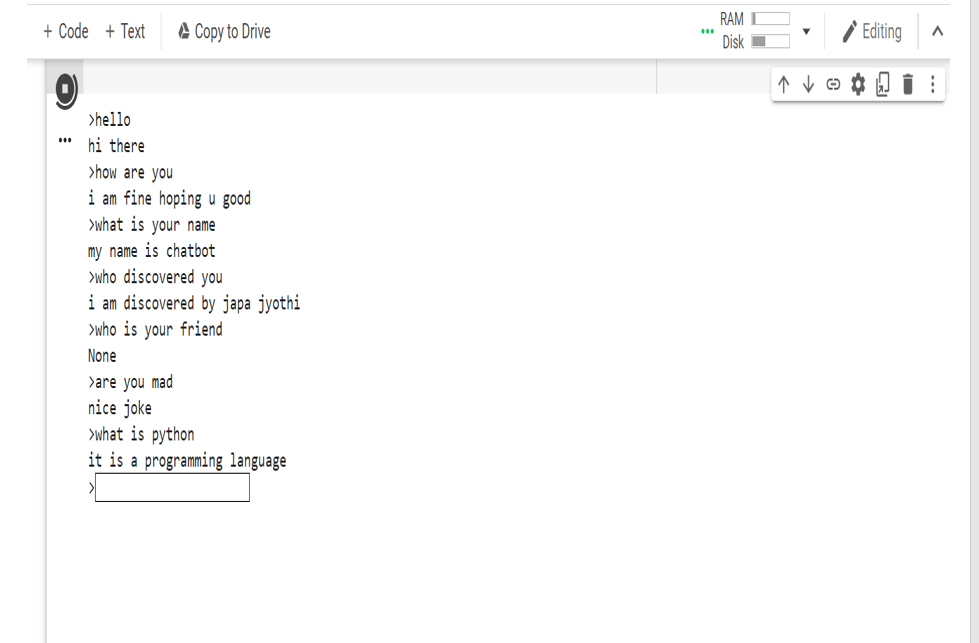 + Code + Text Copy to Drive RAM Disk Editing
>hello
hi there
>how are you
i am fine hoping u good
>what is your name
my name is chatbot
>who discovered you
i am discovered by japa jyothi
>who is your friend
None
>are you mad
nice joke
>what is python
it is a programming language
>